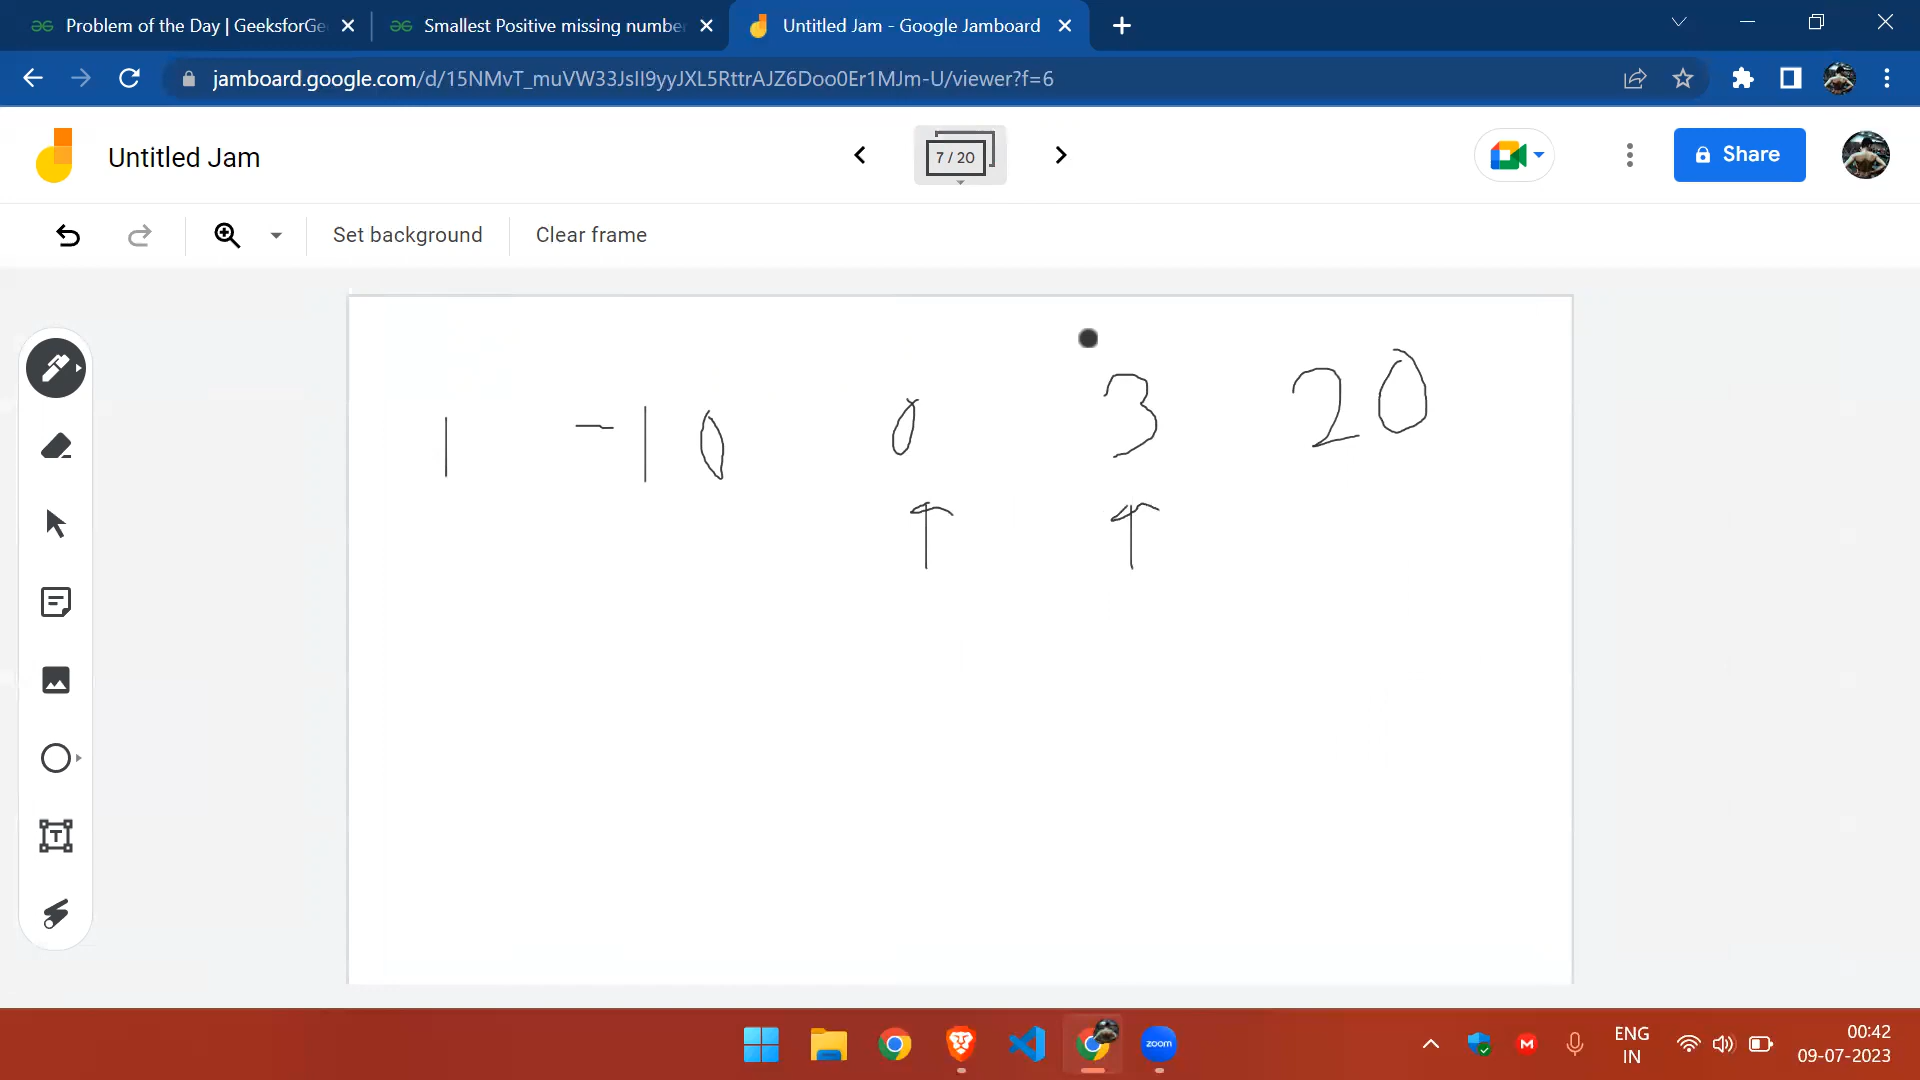 Problem of the Day | GeeksforGe
Smallest Positive missing numbe
Untitled Jam - Google Jamboard
jamboard.google.com/d/15NMvT_muVW33JsII9yyJXL5RttrAJZ6Doo0Er1MJm-U/viewer?f=6
Untitled Jam
7 / 20
Share
Set background
Clear frame
1 -10 0 3 20
T
zoom
M
ENG
IN
00:42
09-07-2023